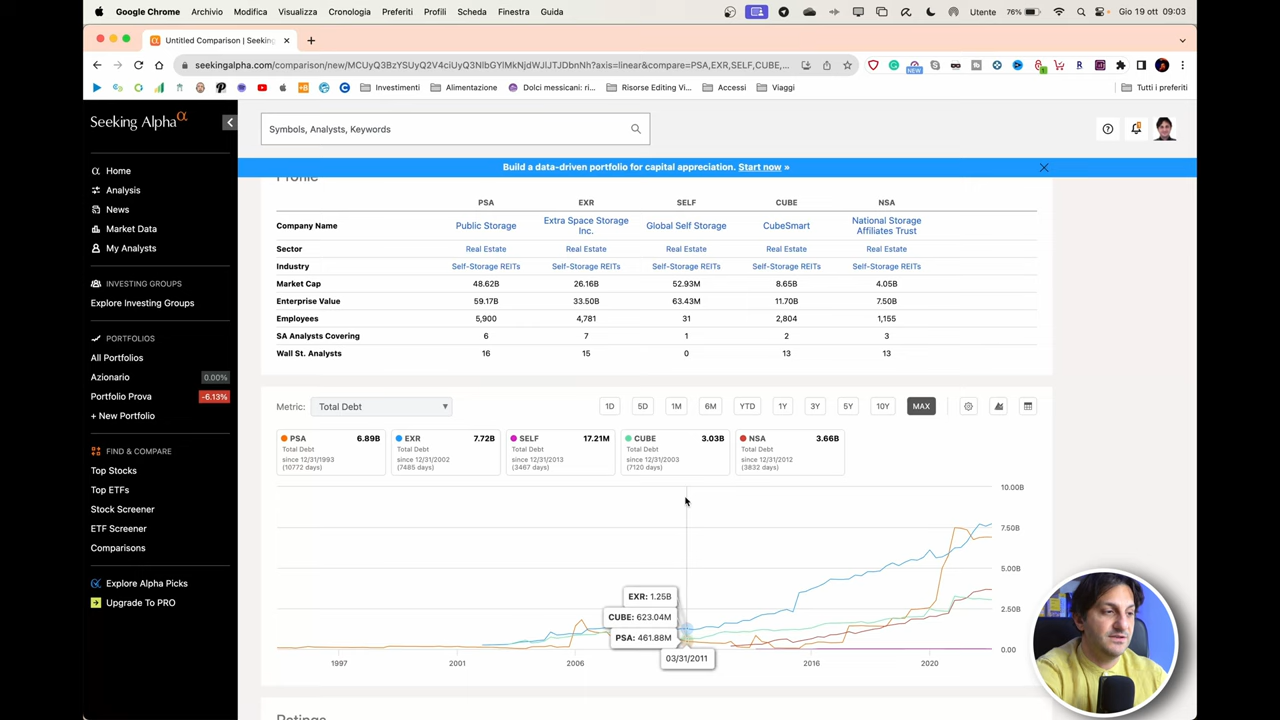 Google Chrome Archivio Modifica Visualizza Cronologia Preferiti Profili Scheda Finestra Guida Utente 76% Gio 19 ott 09:03
Untitled Comparison | Seeking
seekingalpha.com/comparison/new/MCUyQ3BzYSUyQ2V4ciUyQ3NlbGYlMkNjdWJlJTJDbnNh?axis=linear&compare=PSA,EXR,SELF,CUBE,...
NEW
Investimenti Alimentazione Dolci messicani: ri... Risorse Editing Vi... Accessi Viaggi Tutti i preferiti
Seeking Alpha α
Symbols, Analysts, Keywords
Build a data-driven portfolio for capital appreciation. Start now »
Home
Analysis
News
Market Data
My Analysts
INVESTING GROUPS
Explore Investing Groups
PORTFOLIOS
All Portfolios
Azionario 0.00%
Portfolio Prova -6.13%
+ New Portfolio
FIND & COMPARE
Top Stocks
Top ETFs
Stock Screener
ETF Screener
Comparisons
Explore Alpha Picks
Upgrade To PRO
Profile
PSA EXR SELF CUBE NSA
Company Name Public Storage Extra Space Storage Inc. Global Self Storage CubeSmart National Storage Affiliates Trust
Sector Real Estate Real Estate Real Estate Real Estate Real Estate
Industry Self-Storage REITs Self-Storage REITs Self-Storage REITs Self-Storage REITs Self-Storage REITs
Market Cap 48.62B 26.16B 52.93M 8.65B 4.05B
Enterprise Value 59.17B 33.50B 63.43M 11.70B 7.50B
Employees 5,900 4,781 31 2,804 1,155
SA Analysts Covering 6 7 1 2 3
Wall St. Analysts 16 15 0 13 13
Metric: Total Debt 1D 5D 1M 6M YTD 1Y 3Y 5Y 10Y MAX
PSA 6.89B EXR 7.72B SELF 17.21M CUBE 3.03B NSA 3.66B
Total Debt Total Debt Total Debt Total Debt Total Debt
since 12/31/1993 since 12/31/2002 since 12/31/2013 since 12/31/2003 since 12/31/2012
(10772 days) (7485 days) (3467 days) (7120 days) (3832 days)
10.00B
7.50B
5.00B
2.50B
0.00
EXR: 1.25B
CUBE: 623.04M
PSA: 461.88M
03/31/2011
1997 2001 2006 2016 2020
Ratings